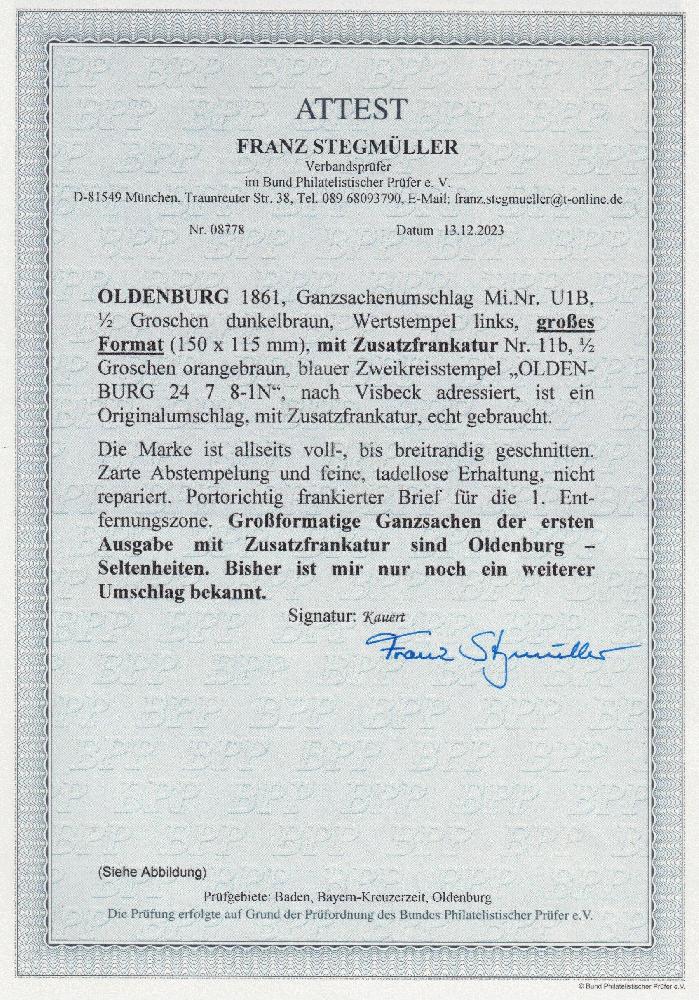 ATTEST
FRANZ STEGMÜLLER
Verbandsprüfer
im Bund Philatelistischer Prüfer e. V.
D-81549 München, Traunreuter Str. 38, Tel. 089 68093790, E-Mail: franz.stegmueller@t-online.de
Nr. 08778 Datum 13.12.2023
OLDENBURG 1861, Ganzsachenumschlag Mi.Nr. U1B,
½ Groschen dunkelbraun, Wertstempel links, großes
Format (150 x 115 mm), mit Zusatzfrankatur Nr. 11b, ½
Groschen orangebraun, blauer Zweikreisstempel „OLDEN-
BURG 24 7 8-1N“, nach Visbeck adressiert, ist ein
Originalumschlag, mit Zusatzfrankatur, echt gebraucht.
Die Marke ist allseits voll-, bis breitrandig geschnitten.
Zarte Abstempelung und feine, tadellose Erhaltung, nicht
repariert. Portorichtig frankierter Brief für die 1. Ent-
fernungszone. Großformatige Ganzsachen der ersten
Ausgabe mit Zusatzfrankatur sind Oldenburg –
Seltenheiten. Bisher ist mir nur noch ein weiterer
Umschlag bekannt.
Signatur: Kauert
Franz Stegmüller
(Siehe Abbildung)
Prüfgebiete: Baden, Bayern-Kreuzerzeit, Oldenburg
Die Prüfung erfolgte auf Grund der Prüfordnung des Bundes Philatelistischer Prüfer e.V.
© Bund Philatelistischer Prüfer e.V.